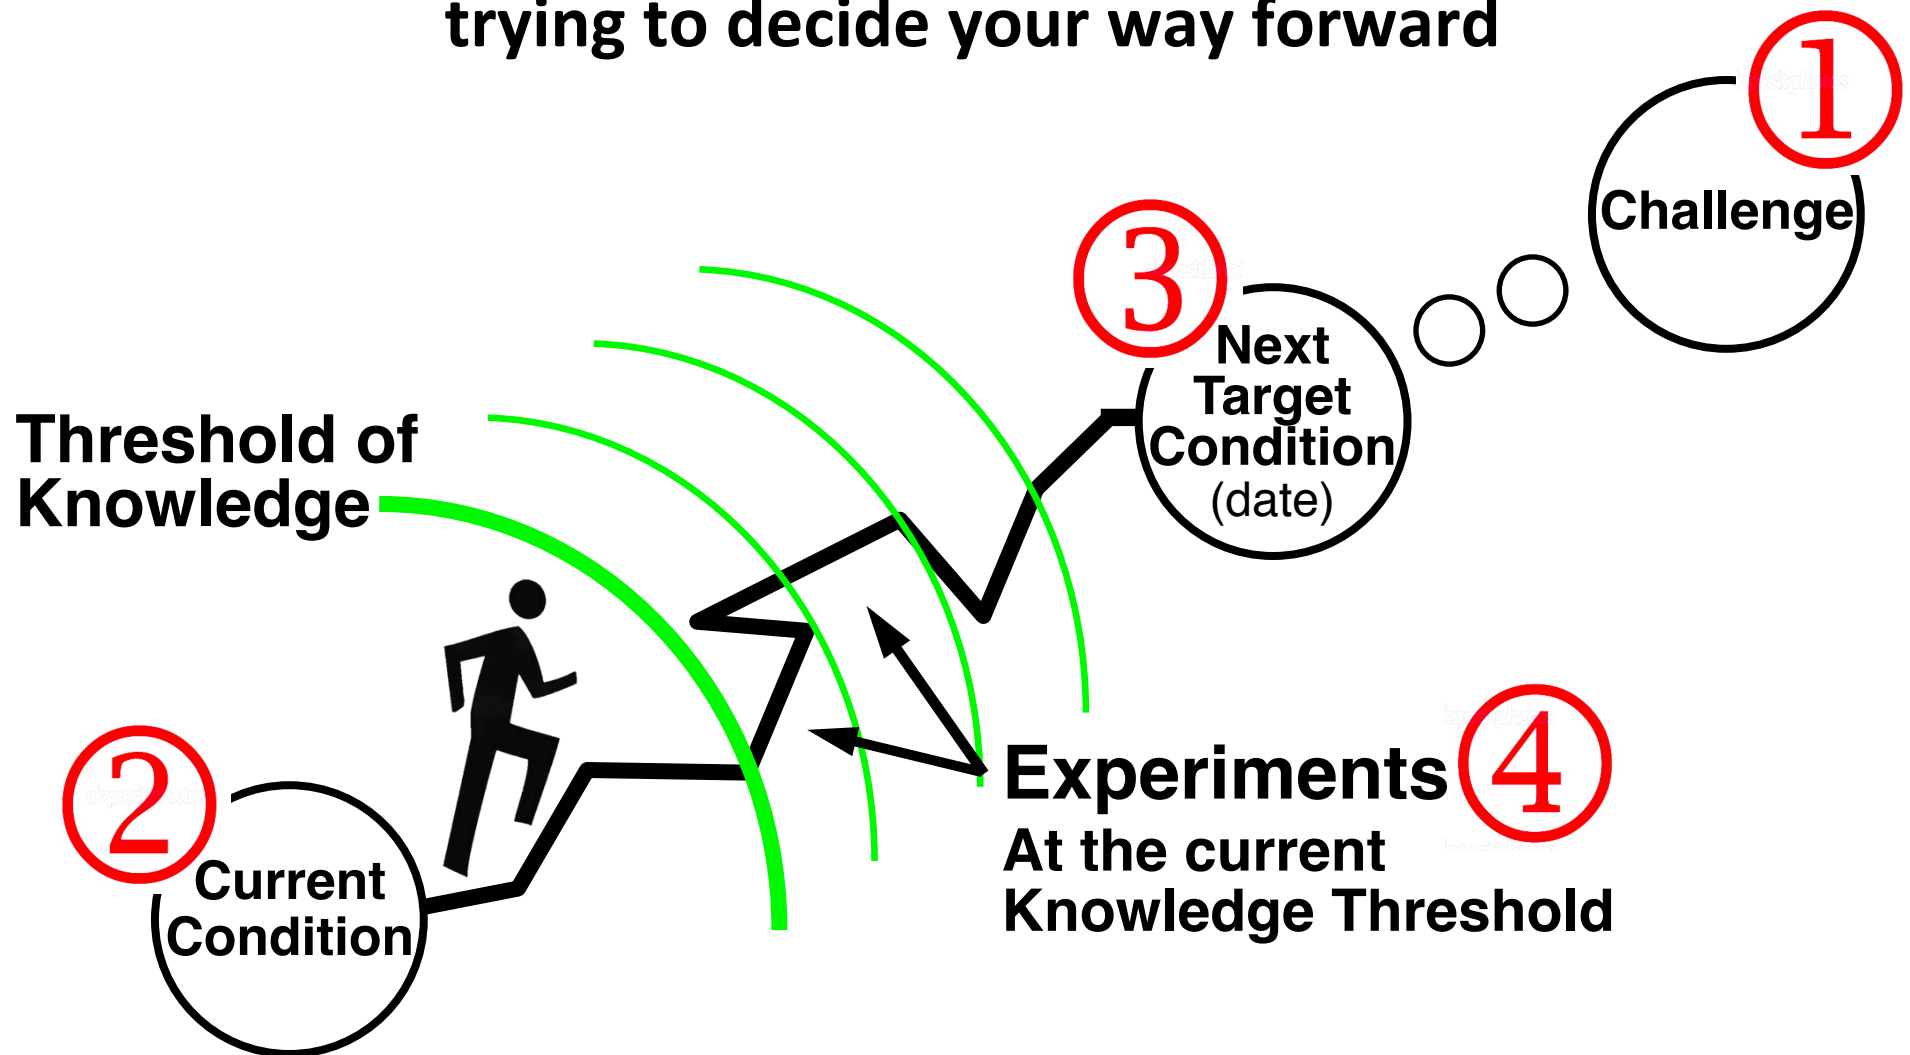 trying to decide your way forward
1
Challenge
3
Next
Target
Condition
(date)
Threshold of
Knowledge
2
Current
Condition
Experiments
4
At the current
Knowledge Threshold